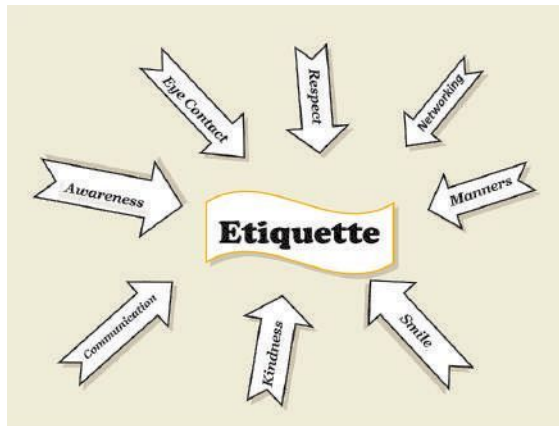 Eye Contact
Respect
Networking
Awareness
Manners
Etiquette
Communication
Kindness
Smile